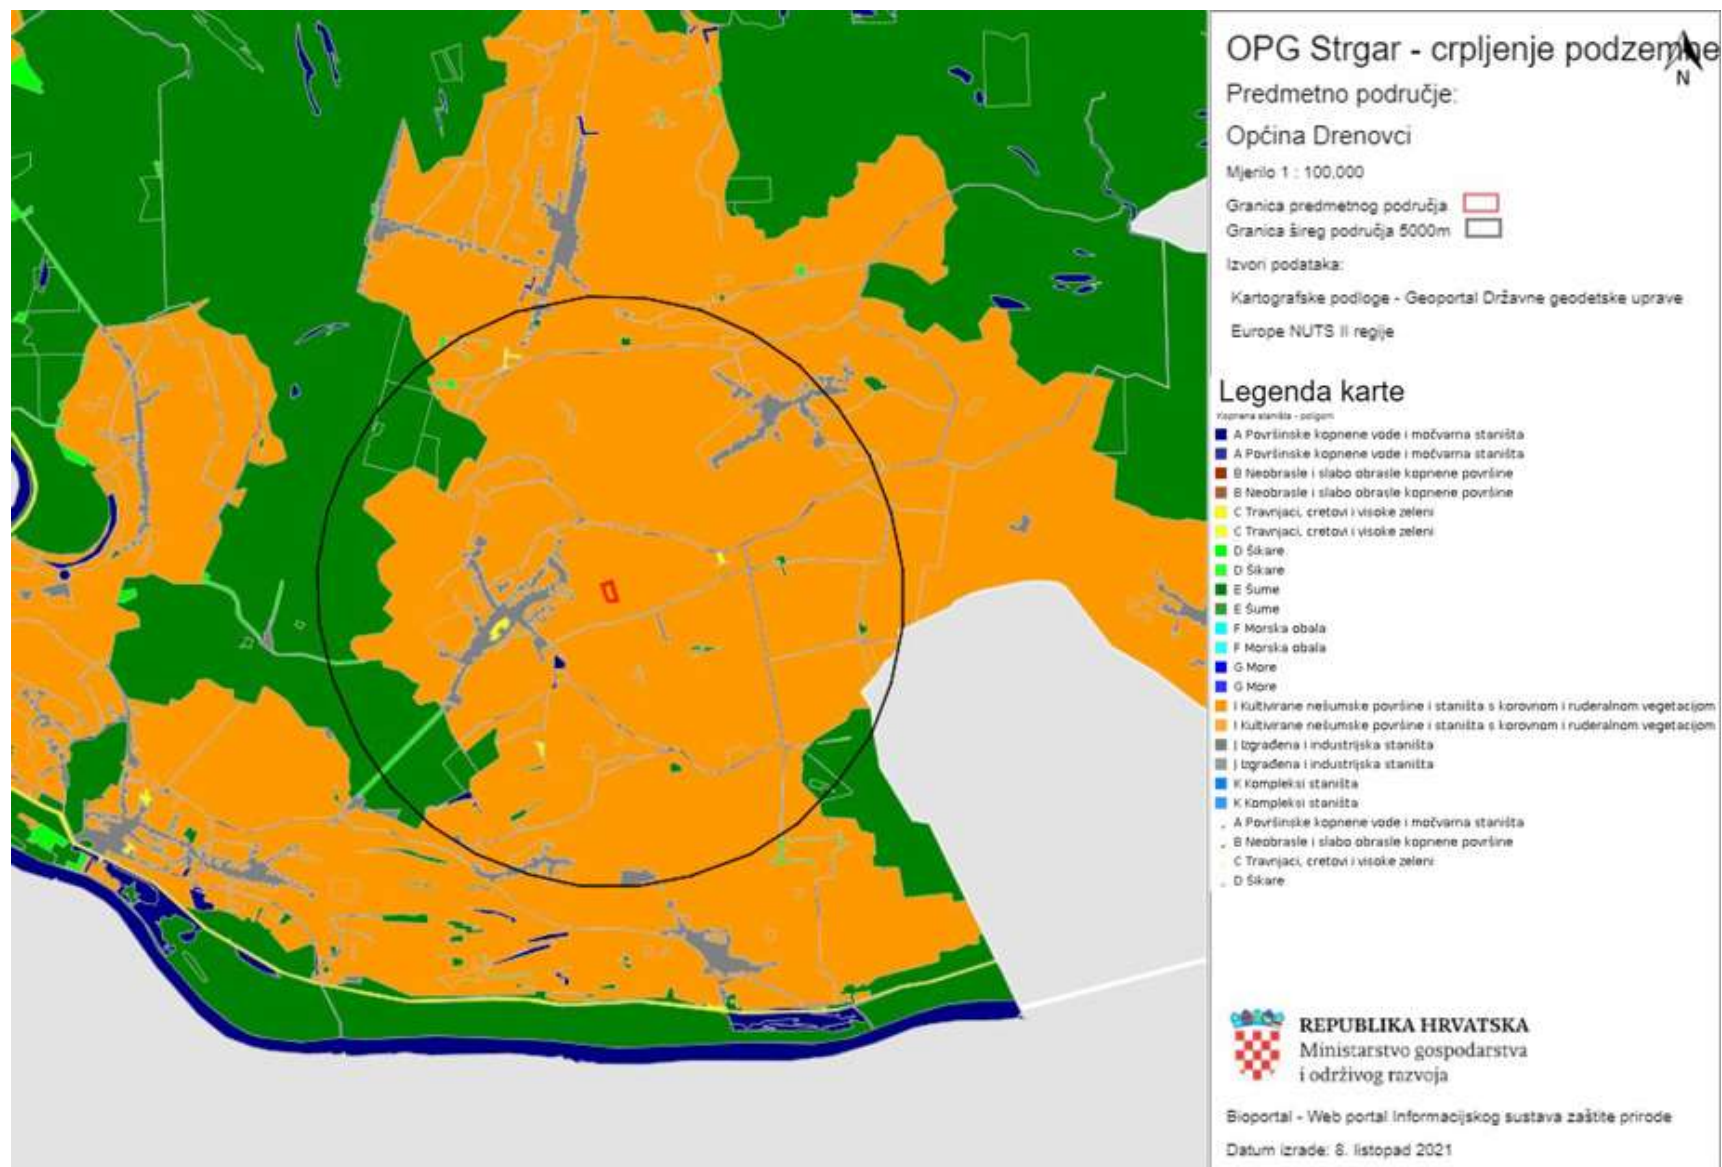 OPG Strgar - crpljenje podzemne
N
Predmetno područje:
Općina Drenovci
Mjerilo 1 : 100,000
Granica predmetnog područja
Granica šireg područja 5000m
Izvori podataka:
Kartografske podloge - Geoportal Državne geodetske uprave
Europe NUTS II regije
Legenda karte
Kopnena staništa - poligoni
A Površinske kopnene vode i močvarna staništa
A Površinske kopnene vode i močvarna staništa
B Neobrasle i slabo obrasle kopnene površine
B Neobrasle i slabo obrasle kopnene površine
C Travnjaci, cretovi i visoke zeleni
C Travnjaci, cretovi i visoke zeleni
D Šikare
D Šikare
E Šume
E Šume
F Morska obala
F Morska obala
G More
G More
I Kultivirane nešumske površine i staništa s korovnom i ruderalnom vegetacijom
I Kultivirane nešumske površine i staništa s korovnom i ruderalnom vegetacijom
J Izgrađena i industrijska staništa
J Izgrađena i industrijska staništa
K Kompleksi staništa
K Kompleksi staništa
A Površinske kopnene vode i močvarna staništa
B Neobrasle i slabo obrasle kopnene površine
C Travnjaci, cretovi i visoke zeleni
D Šikare
REPUBLIKA HRVATSKA
Ministarstvo gospodarstva
i održivog razvoja
Bioportal - Web portal Informacijskog sustava zaštite prirode
Datum izrade: 8. listopad 2021